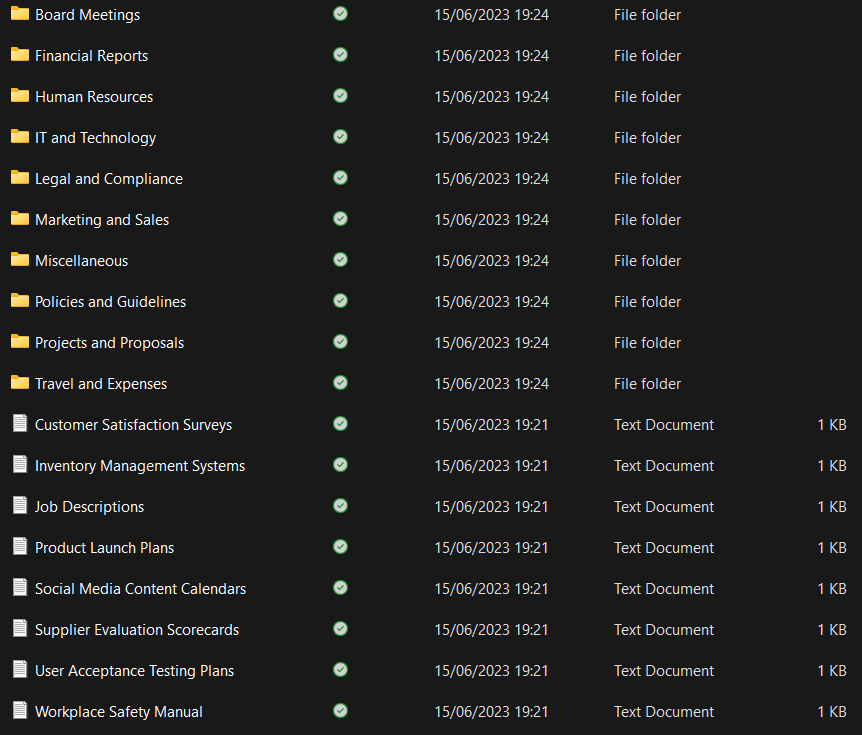 Board Meetings 15/06/2023 19:24 File folder
Financial Reports 15/06/2023 19:24 File folder
Human Resources 15/06/2023 19:24 File folder
IT and Technology 15/06/2023 19:24 File folder
Legal and Compliance 15/06/2023 19:24 File folder
Marketing and Sales 15/06/2023 19:24 File folder
Miscellaneous 15/06/2023 19:24 File folder
Policies and Guidelines 15/06/2023 19:24 File folder
Projects and Proposals 15/06/2023 19:24 File folder
Travel and Expenses 15/06/2023 19:24 File folder
Customer Satisfaction Surveys 15/06/2023 19:21 Text Document 1 KB
Inventory Management Systems 15/06/2023 19:21 Text Document 1 KB
Job Descriptions 15/06/2023 19:21 Text Document 1 KB
Product Launch Plans 15/06/2023 19:21 Text Document 1 KB
Social Media Content Calendars 15/06/2023 19:21 Text Document 1 KB
Supplier Evaluation Scorecards 15/06/2023 19:21 Text Document 1 KB
User Acceptance Testing Plans 15/06/2023 19:21 Text Document 1 KB
Workplace Safety Manual 15/06/2023 19:21 Text Document 1 KB